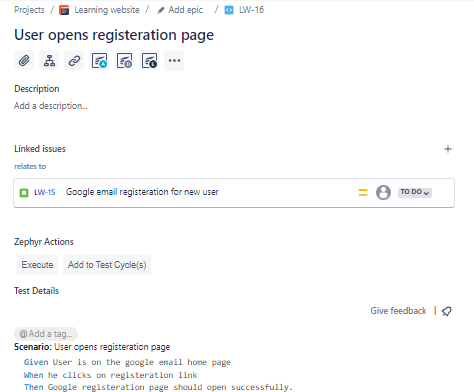 Projects / Learning website / Add epic / LW-16
User opens registeration page
Description
Add a description...
Linked issues
relates to
LW-15 Google email registeration for new user TO DO
Zephyr Actions
Execute Add to Test Cycle(s)
Test Details
Give feedback
@Add a tag...
Scenario: User opens registration page
Given User is on the google email home page
When he clicks on registration link
Then Google registeration page should open successfully.